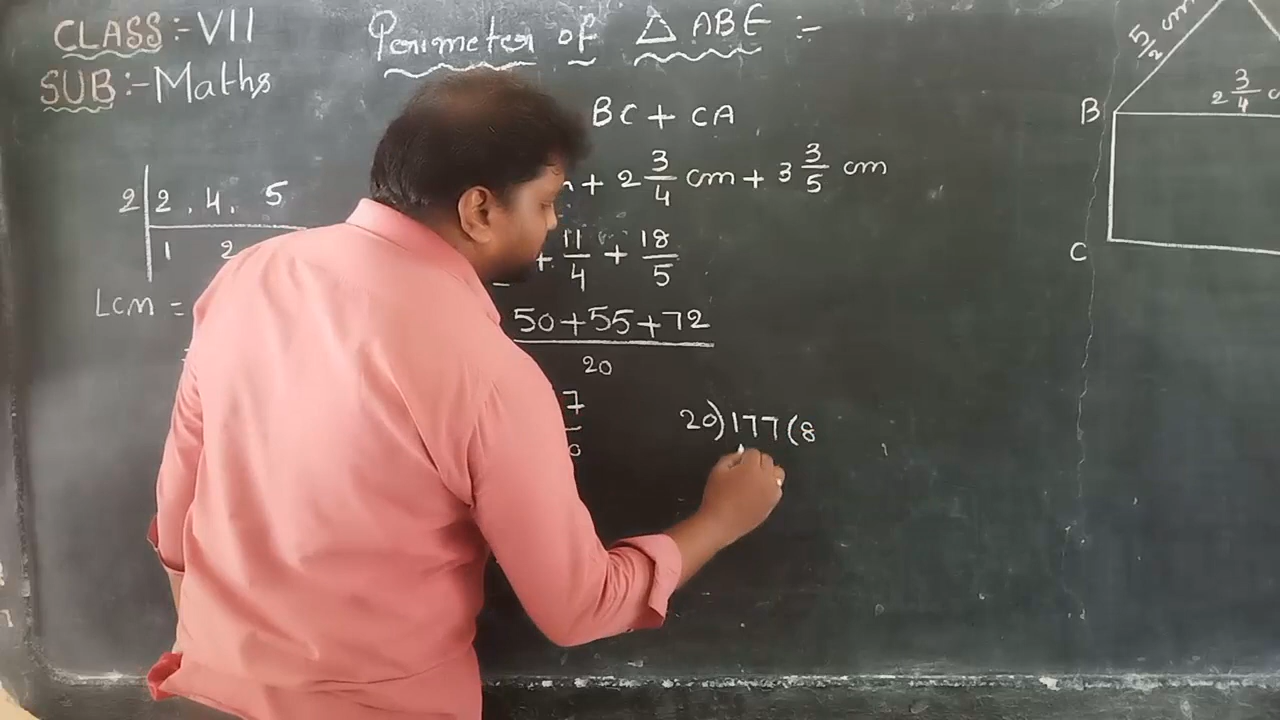 CLASS:- VII
SUB:- Maths
Perimeter of △ ABE :-
BC + CA
+ 2 3/4 cm + 3 3/5 cm
+ 11/4 + 18/5
50+55+72
20
7
0
20)177(8
2 | 2, 4, 5
1 2
LCM =
5/2 cm
B
2 3/4 c
C